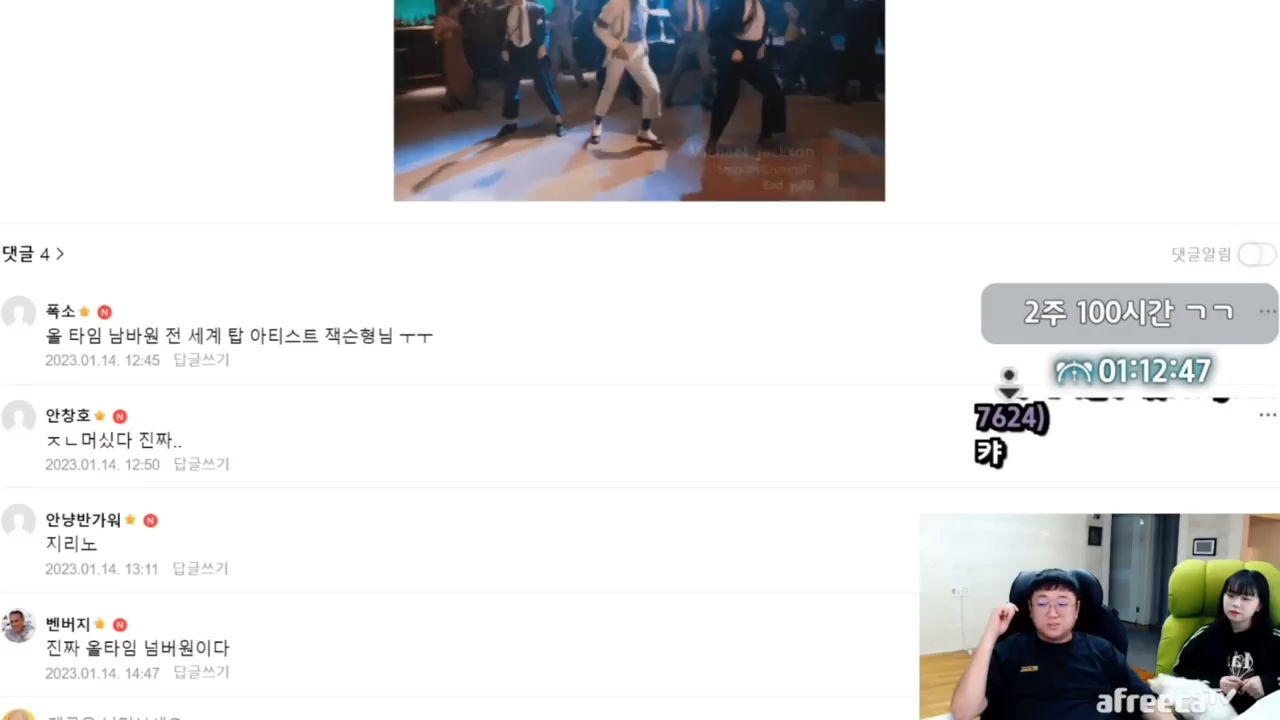 Michael Jackson
댓글 4
댓글알림
폭소
올 타임 남바원 전 세계 탑 아티스트 잭슨형님 ㅜㅜ
2023.01.14. 12:45 답글쓰기
2주 100시간 ㄱㄱ
01:12:47
7624)
캬
안창호
ㅈㄴ머싰다 진짜..
2023.01.14. 12:50 답글쓰기
안냥반가워
지리노
2023.01.14. 13:11 답글쓰기
벤버지
진짜 올타임 넘버원이다
2023.01.14. 14:47 답글쓰기
afreecaTV